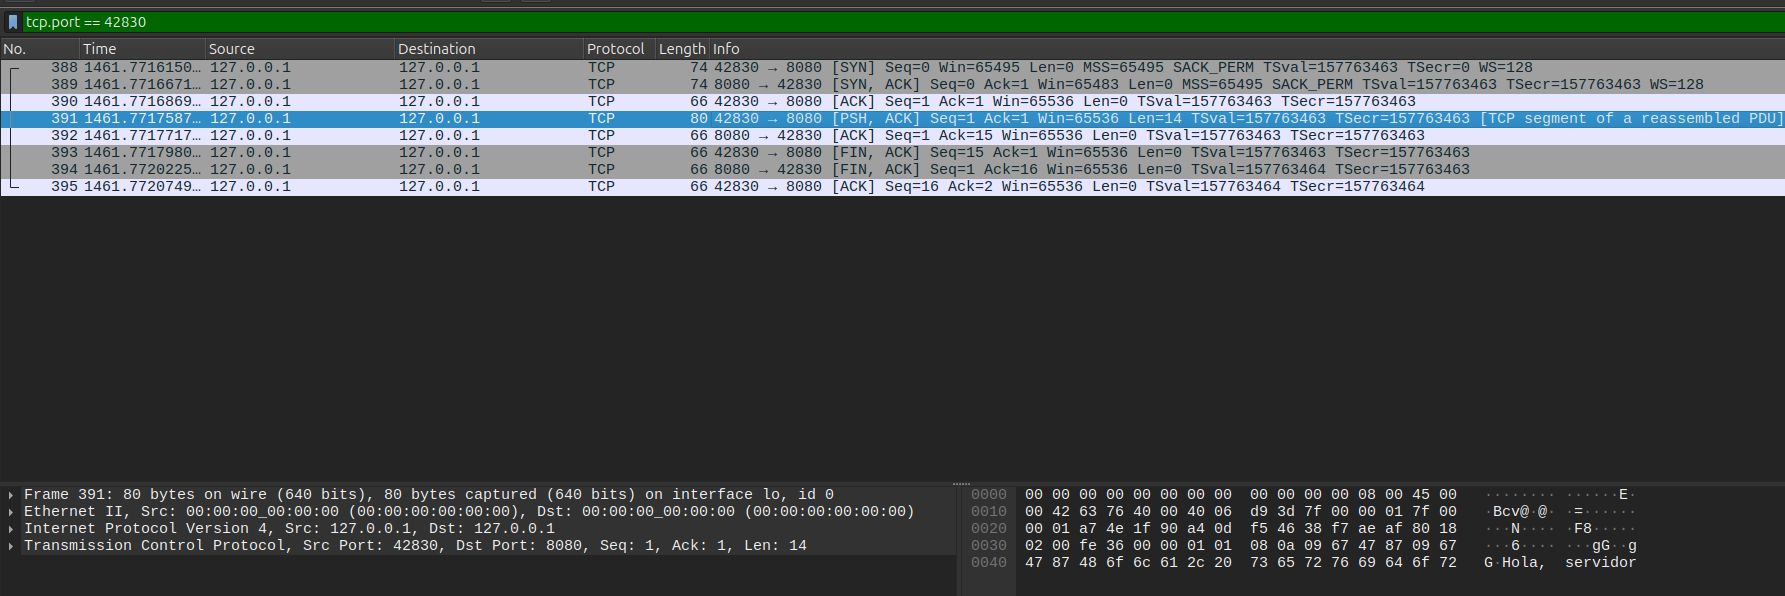 tcp.port == 42830
No. Time Source Destination Protocol Length Info
388 1461.7716150… 127.0.0.1 127.0.0.1 TCP 74 42830 → 8080 [SYN] Seq=0 Win=65495 Len=0 MSS=65495 SACK_PERM TSval=157763463 TSecr=0 WS=128
389 1461.7716671… 127.0.0.1 127.0.0.1 TCP 74 8080 → 42830 [SYN, ACK] Seq=0 Ack=1 Win=65483 Len=0 MSS=65495 SACK_PERM TSval=157763463 TSecr=157763463 WS=128
390 1461.7716869… 127.0.0.1 127.0.0.1 TCP 66 42830 → 8080 [ACK] Seq=1 Ack=1 Win=65536 Len=0 TSval=157763463 TSecr=157763463
391 1461.7717587… 127.0.0.1 127.0.0.1 TCP 80 42830 → 8080 [PSH, ACK] Seq=1 Ack=1 Win=65536 Len=14 TSval=157763463 TSecr=157763463 [TCP segment of a reassembled PDU]
392 1461.7717717… 127.0.0.1 127.0.0.1 TCP 66 8080 → 42830 [ACK] Seq=1 Ack=15 Win=65536 Len=0 TSval=157763463 TSecr=157763463
393 1461.7717980… 127.0.0.1 127.0.0.1 TCP 66 42830 → 8080 [FIN, ACK] Seq=15 Ack=1 Win=65536 Len=0 TSval=157763463 TSecr=157763463
394 1461.7720225… 127.0.0.1 127.0.0.1 TCP 66 8080 → 42830 [FIN, ACK] Seq=1 Ack=16 Win=65536 Len=0 TSval=157763464 TSecr=157763463
395 1461.7720749… 127.0.0.1 127.0.0.1 TCP 66 42830 → 8080 [ACK] Seq=16 Ack=2 Win=65536 Len=0 TSval=157763464 TSecr=157763464
Frame 391: 80 bytes on wire (640 bits), 80 bytes captured (640 bits) on interface lo, id 0
Ethernet II, Src: 00:00:00_00:00:00 (00:00:00:00:00:00), Dst: 00:00:00_00:00:00 (00:00:00:00:00:00)
Internet Protocol Version 4, Src: 127.0.0.1, Dst: 127.0.0.1
Transmission Control Protocol, Src Port: 42830, Dst Port: 8080, Seq: 1, Ack: 1, Len: 14
0000 00 00 00 00 00 00 00 00 00 00 00 00 08 00 45 00 ········ ······E·
0010 00 42 63 76 40 00 40 06 d9 3d 7f 00 00 01 7f 00 ·Bcv@·@· ·=······
0020 00 01 a7 4e 1f 90 a4 0d f5 46 38 f7 ae af 80 18 ···N···· ·F8·····
0030 02 00 fe 36 00 00 01 01 08 0a 09 67 47 87 09 67 ···6···· ···gG··g
0040 47 87 48 6f 6c 61 2c 20 73 65 72 76 69 64 6f 72 G·Hola, servidor